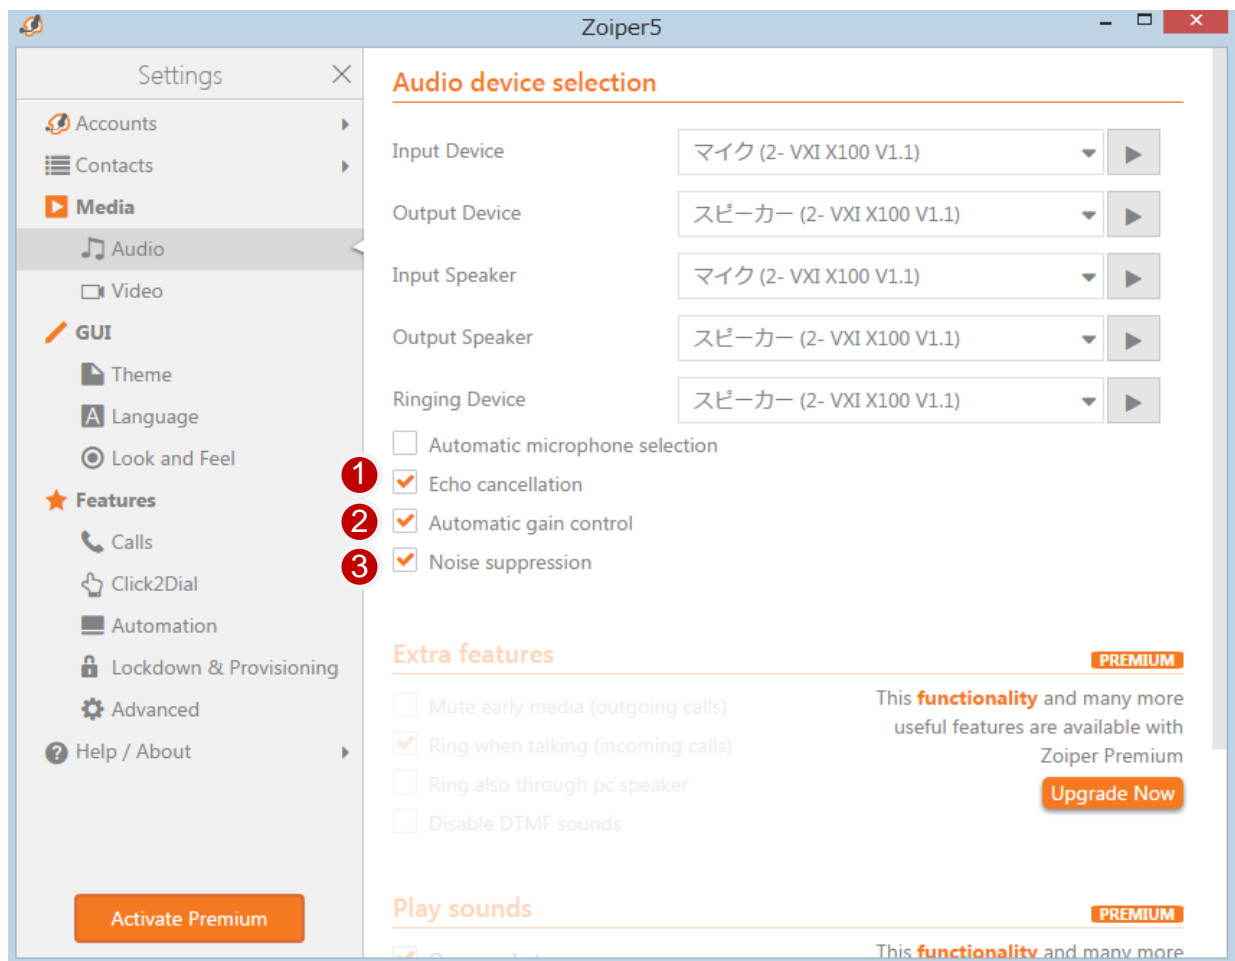 Zoiper5
Settings
Accounts
Contacts
Media
Audio
Video
GUI
Theme
Language
Look and Feel
Features
Calls
Click2Dial
Automation
Lockdown & Provisioning
Advanced
Help / About
Activate Premium
Audio device selection
Input Device マイク (2- VXI X100 V1.1)
Output Device スピーカー (2- VXI X100 V1.1)
Input Speaker マイク (2- VXI X100 V1.1)
Output Speaker スピーカー (2- VXI X100 V1.1)
Ringing Device スピーカー (2- VXI X100 V1.1)
Automatic microphone selection
1 Echo cancellation
2 Automatic gain control
3 Noise suppression
Extra features PREMIUM
Mute early media (outgoing calls)
Ring when talking (incoming calls)
Ring also through pc speaker
Disable DTMF sounds
This functionality and many more
useful features are available with
Zoiper Premium
Upgrade Now
Play sounds PREMIUM
This functionality and many more